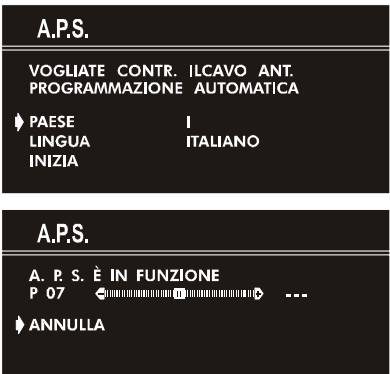 A.P.S.
VOGLIATE CONTR. ILCAVO ANT.
PROGRAMMAZIONE AUTOMATICA
PAESE I
LINGUA ITALIANO
INIZIA
A.P.S.
A. P. S. È IN FUNZIONE
P 07 ---
ANNULLA